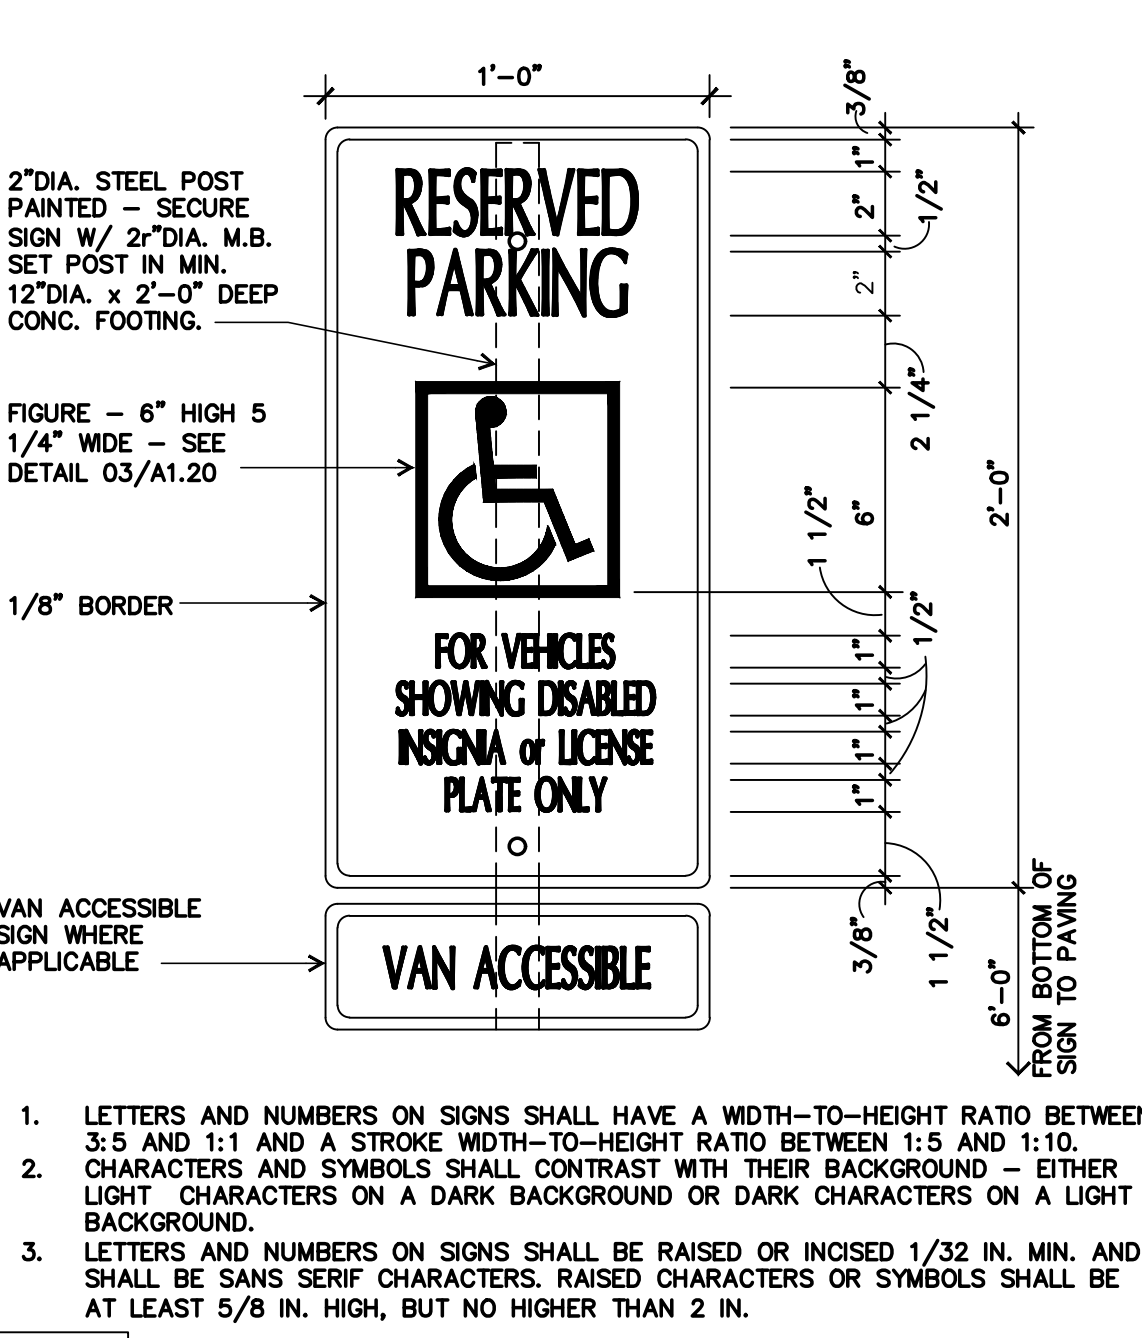 1'-0"
2"DIA. STEEL POST
PAINTED – SECURE
SIGN W/ 2r"DIA. M.B.
SET POST IN MIN.
12"DIA. x 2'-0" DEEP
CONC. FOOTING.
FIGURE – 6" HIGH 5
1/4" WIDE – SEE
DETAIL 03/A1.20
1/8" BORDER
VAN ACCESSIBLE
SIGN WHERE
APPLICABLE
RESERVED
PARKING
FOR VEHICLES
SHOWING DISABLED
INSIGNIA or LICENSE
PLATE ONLY
VAN ACCESSIBLE
3/8"
1"
2"
1/2"
2"
2 1/4"
6"
1 1/2"
1/2"
1"
1"
1"
1"
3/8"
1 1/2"
2'-0"
6'-0"
FROM BOTTOM OF
SIGN TO PAVING
1. LETTERS AND NUMBERS ON SIGNS SHALL HAVE A WIDTH-TO-HEIGHT RATIO BETWEEN
3:5 AND 1:1 AND A STROKE WIDTH-TO-HEIGHT RATIO BETWEEN 1:5 AND 1:10.
2. CHARACTERS AND SYMBOLS SHALL CONTRAST WITH THEIR BACKGROUND – EITHER
LIGHT CHARACTERS ON A DARK BACKGROUND OR DARK CHARACTERS ON A LIGHT
BACKGROUND.
3. LETTERS AND NUMBERS ON SIGNS SHALL BE RAISED OR INCISED 1/32 IN. MIN. AND
SHALL BE SANS SERIF CHARACTERS. RAISED CHARACTERS OR SYMBOLS SHALL BE
AT LEAST 5/8 IN. HIGH, BUT NO HIGHER THAN 2 IN.